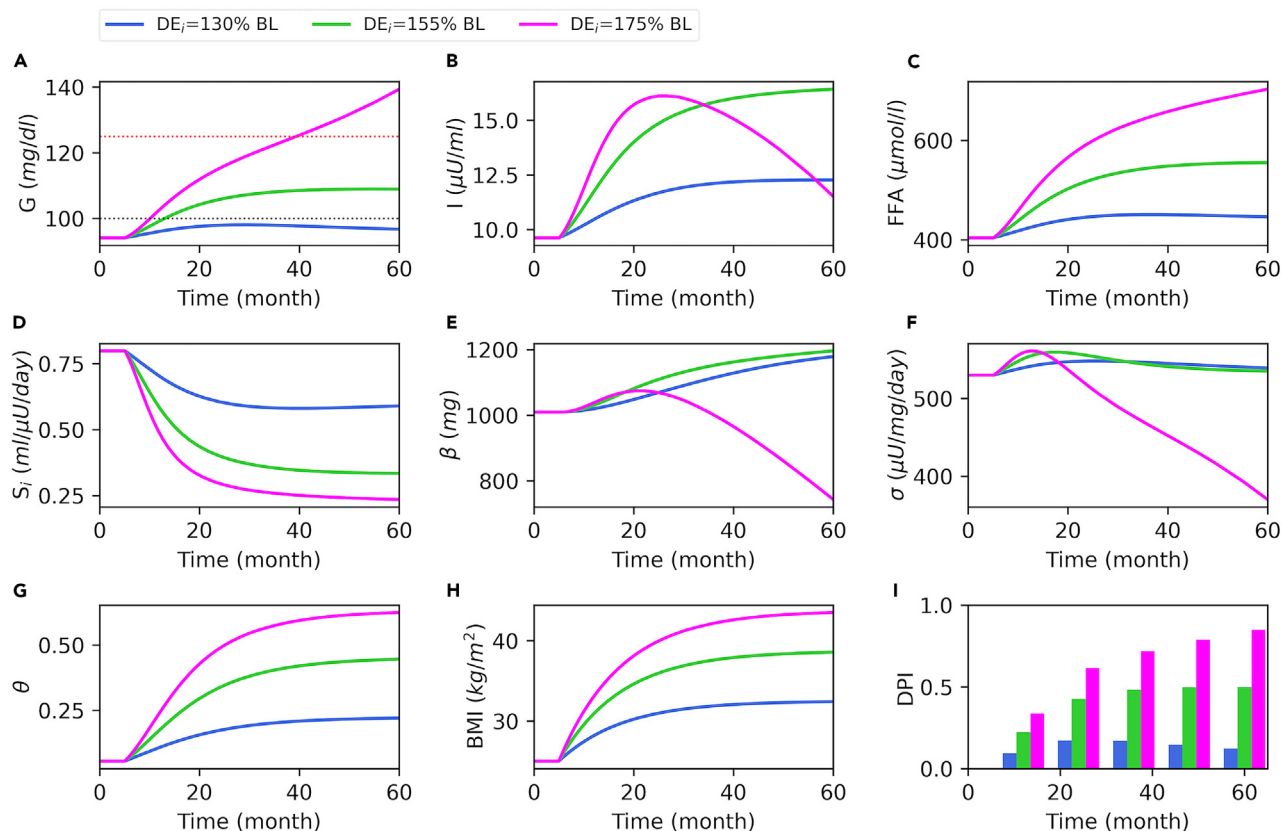 DEi=130% BL DEi=155% BL DEi=175% BL
A B C
G (mg/dl)
140
120
100
0 20 40 60
Time (month)
I (μU/ml)
15.0
12.5
10.0
0 20 40 60
Time (month)
FFA (μmol/l)
600
400
0 20 40 60
Time (month)
D E F
Si (ml/μU/day)
0.75
0.50
0.25
0 20 40 60
Time (month)
β (mg)
1200
1000
800
0 20 40 60
Time (month)
σ (μU/mg/day)
500
400
0 20 40 60
Time (month)
G H I
θ
0.50
0.25
0 20 40 60
Time (month)
BMI (kg/m²)
40
30
0 20 40 60
Time (month)
DPI
1.0
0.5
0.0
0 20 40 60
Time (month)